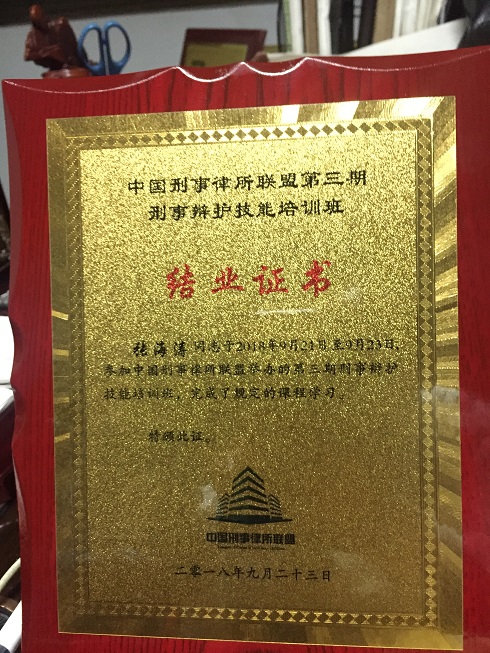 中国刑事律所联盟第三期
刑事辩护技能培训班
结业证书
张海涛 同志于2018年9月21日至9月23日，
参加中国刑事律所联盟举办的第三期刑事辩护
技能培训班，完成了规定的课程学习。
特颁此证。
中国刑事律所联盟
二零一八年九月二十三日